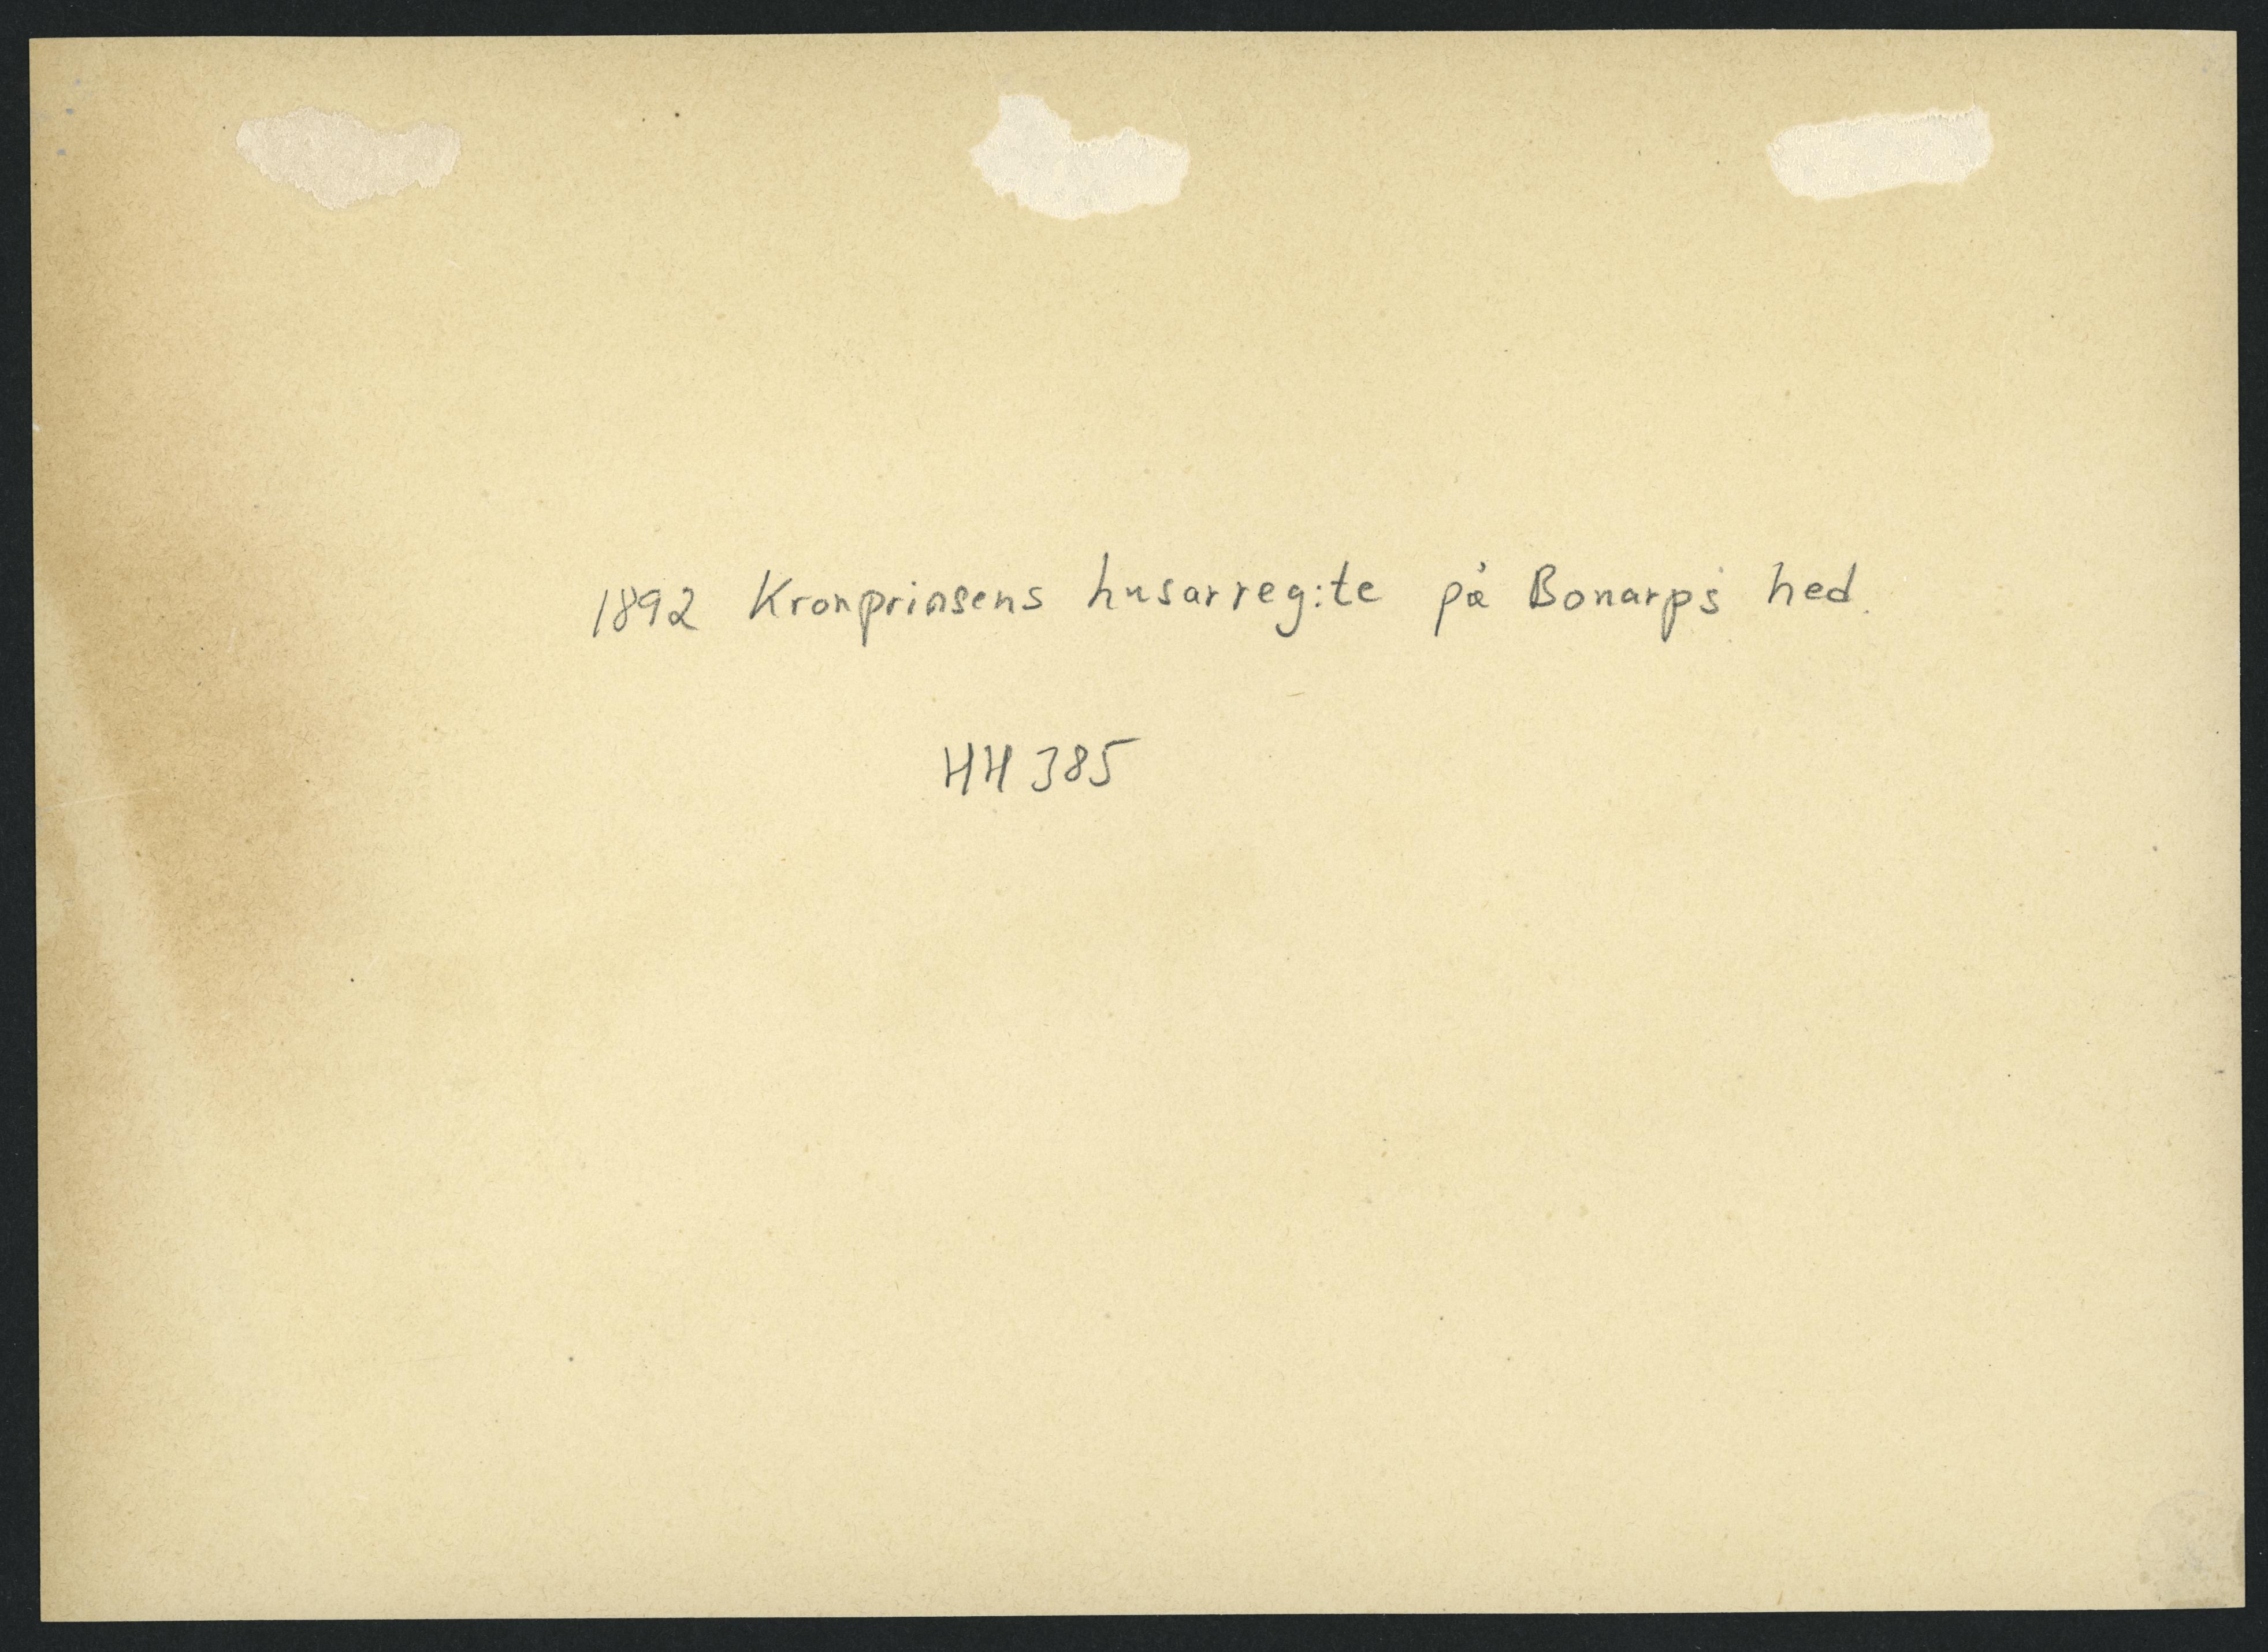 1892 Kronprinsens husarreg:te på Bonarps hed.
HH 385